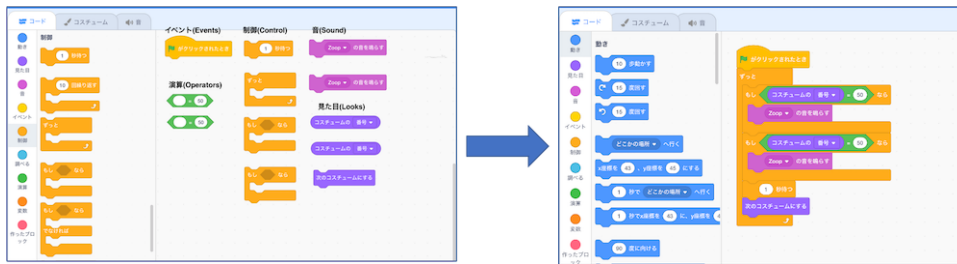 コード
コスチューム
音
動き
見た目
音
イベント
制御
調べる
演算
変数
作ったブロック
制御
1 秒待つ
10 回繰り返す
ずっと
もし なら
もし なら
でなければ
イベント(Events)
がクリックされたとき
演算(Operators)
= 50
= 50
制御(Control)
1 秒待つ
ずっと
もし なら
もし なら
音(Sound)
Zoop の音を鳴らす
Zoop の音を鳴らす
見た目(Looks)
コスチュームの 番号
コスチュームの 番号
次のコスチュームにする
コード
コスチューム
音
動き
見た目
音
イベント
制御
調べる
演算
変数
作ったブロック
動き
10 歩動かす
15 度回す
15 度回す
どこかの場所 へ行く
x座標を 45 、y座標を 45 にする
1 秒で どこかの場所 へ行く
1 秒でx座標を 45 に、y座標を
90 度に向ける
がクリックされたとき
ずっと
もし コスチュームの 番号 = 50 なら
Zoop の音を鳴らす
もし コスチュームの 番号 = 50 なら
Zoop の音を鳴らす
1 秒待つ
次のコスチュームにする